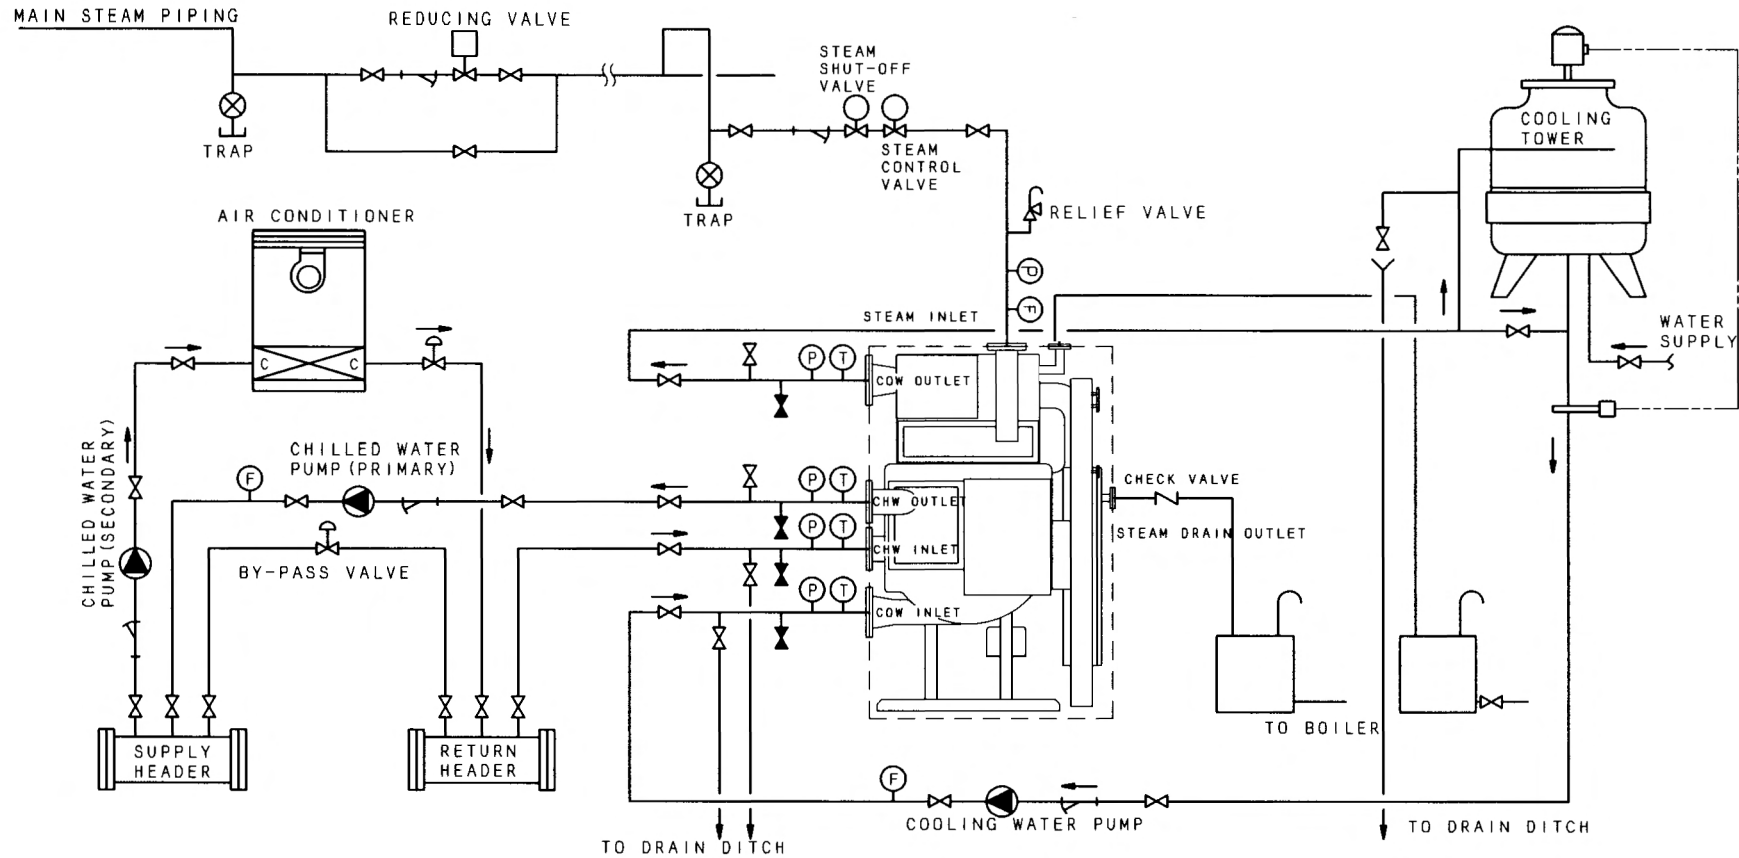 MAIN STEAM PIPING
REDUCING VALVE
STEAM
SHUT-OFF
VALVE
COOLING
TOWER
TRAP
STEAM
CONTROL
VALVE
TRAP
RELIEF VALVE
AIR CONDITIONER
P
F
STEAM INLET
WATER
SUPPLY
C C
P T
COW OUTLET
CHILLED WATER
PUMP (PRIMARY)
CHILLED WATER
PUMP (SECONDARY)
F
P T
CHW OUTLET
CHECK VALVE
P T
STEAM DRAIN OUTLET
CHW INLET
BY-PASS VALVE
P T
COW INLET
TO BOILER
SUPPLY
HEADER
RETURN
HEADER
F
COOLING WATER PUMP
TO DRAIN DITCH
TO DRAIN DITCH